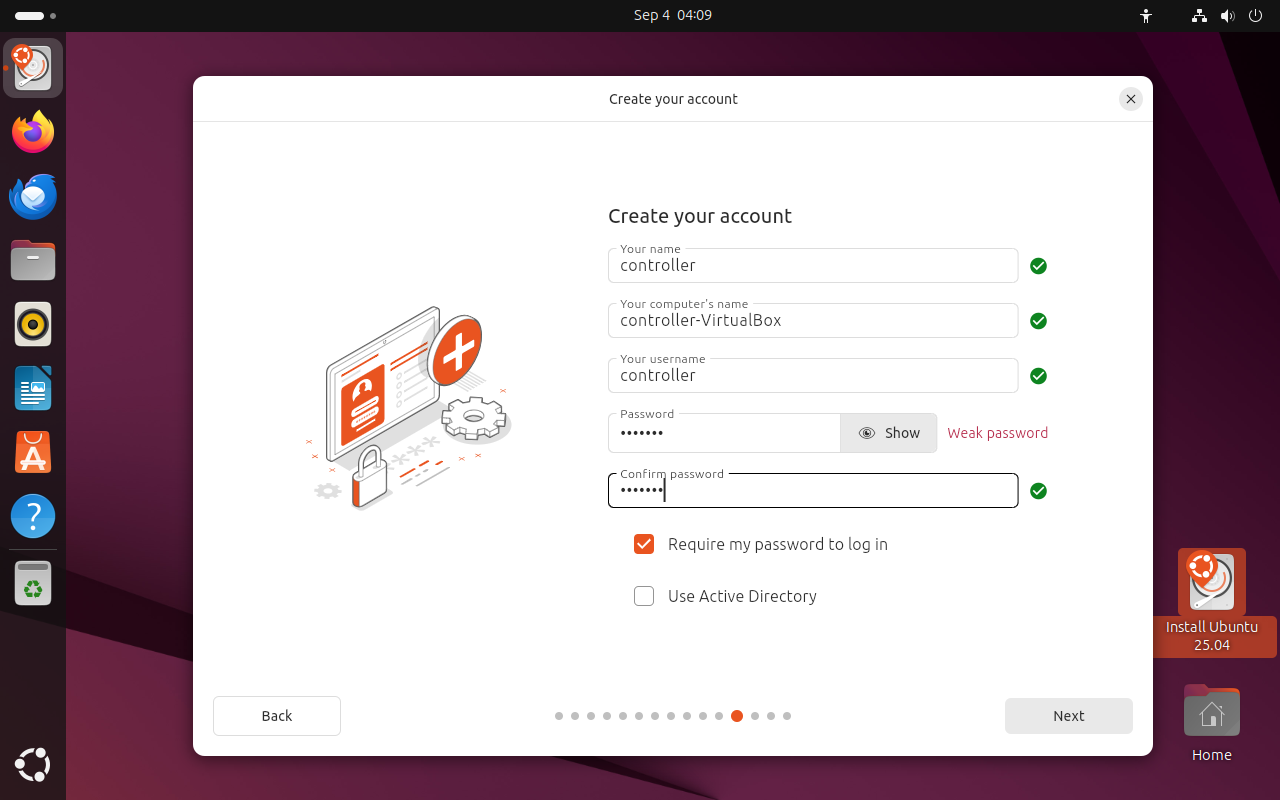 Sep 4 04:09
Create your account
Create your account
Your name
controller
Your computer's name
controller-VirtualBox
Your username
controller
Password
•••••••
Show
Weak password
Confirm password
•••••••
Require my password to log in
Use Active Directory
Back
Next
Install Ubuntu
25.04
Home